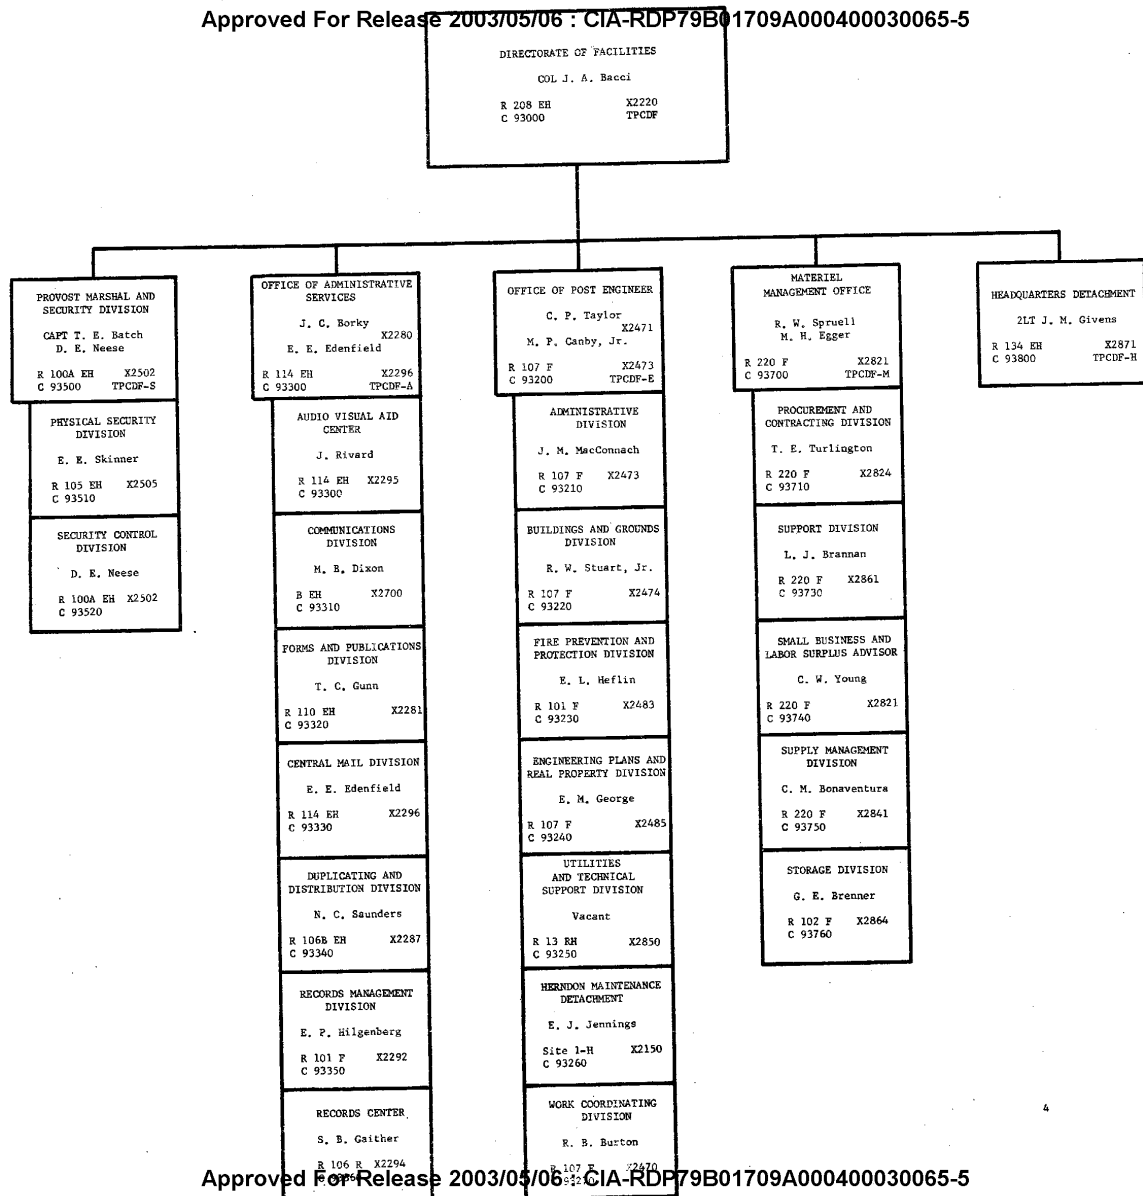 Approved For Release 2003/05/06 : CIA-RDP79B01709A000400030065-5
DIRECTORATE OF FACILITIES
COL J. A. Bacci
R 208 EH X2220
C 93000 TPCDF
PROVOST MARSHAL AND
SECURITY DIVISION
CAPT T. E. Batch
D. E. Neese
R 100A EH X2502
C 93500 TPCDF-S
PHYSICAL SECURITY
DIVISION
E. E. Skinner
R 105 EH X2505
C 93510
SECURITY CONTROL
DIVISION
D. E. Neese
R 100A EH X2502
C 93520
OFFICE OF ADMINISTRATIVE
SERVICES
J. C. Borky
X2280
E. E. Edenfield
R 114 EH X2296
C 93300 TPCDF-A
AUDIO VISUAL AID
CENTER
J. Rivard
R 114 EH X2295
C 93300
COMMUNICATIONS
DIVISION
M. B. Dixon
B EH X2700
C 93310
FORMS AND PUBLICATIONS
DIVISION
T. C. Gunn
R 110 EH X2281
C 93320
CENTRAL MAIL DIVISION
E. E. Edenfield
R 114 EH X2296
C 93330
DUPLICATING AND
DISTRIBUTION DIVISION
N. C. Saunders
R 106B EH X2287
C 93340
RECORDS MANAGEMENT
DIVISION
E. P. Hilgenberg
R 101 F X2292
C 93350
RECORDS CENTER
S. B. Gaither
R 106 R X2294
OFFICE OF POST ENGINEER
C. P. Taylor
X2471
M. P. Canby, Jr.
R 107 F X2473
C 93200 TPCDF-E
ADMINISTRATIVE
DIVISION
J. M. MacConnach
R 107 F X2473
C 93210
BUILDINGS AND GROUNDS
DIVISION
R. W. Stuart, Jr.
R 107 F X2474
C 93220
FIRE PREVENTION AND
PROTECTION DIVISION
E. L. Heflin
R 101 F X2483
C 93230
ENGINEERING PLANS AND
REAL PROPERTY DIVISION
E. M. George
R 107 F X2485
C 93240
UTILITIES
AND TECHNICAL
SUPPORT DIVISION
Vacant
R 13 RH X2850
C 93250
HERNDON MAINTENANCE
DETACHMENT
E. J. Jennings
Site 1-H X2150
C 93260
WORK COORDINATING
DIVISION
R. B. Burton
R 107 F X2470
MATERIEL
MANAGEMENT OFFICE
R. W. Spruell
M. H. Egger
R 220 F X2821
C 93700 TPCDF-M
PROCUREMENT AND
CONTRACTING DIVISION
T. E. Turlington
R 220 F X2824
C 93710
SUPPORT DIVISION
L. J. Brannan
R 220 F X2861
C 93730
SMALL BUSINESS AND
LABOR SURPLUS ADVISOR
C. W. Young
R 220 F X2821
C 93740
SUPPLY MANAGEMENT
DIVISION
C. M. Bonaventura
R 220 F X2841
C 93750
STORAGE DIVISION
G. E. Brenner
R 102 F X2864
C 93760
HEADQUARTERS DETACHMENT
2LT J. M. Givens
R 134 EH X2871
C 93800 TPCDF-H
4
Approved For Release 2003/05/06 : CIA-RDP79B01709A000400030065-5